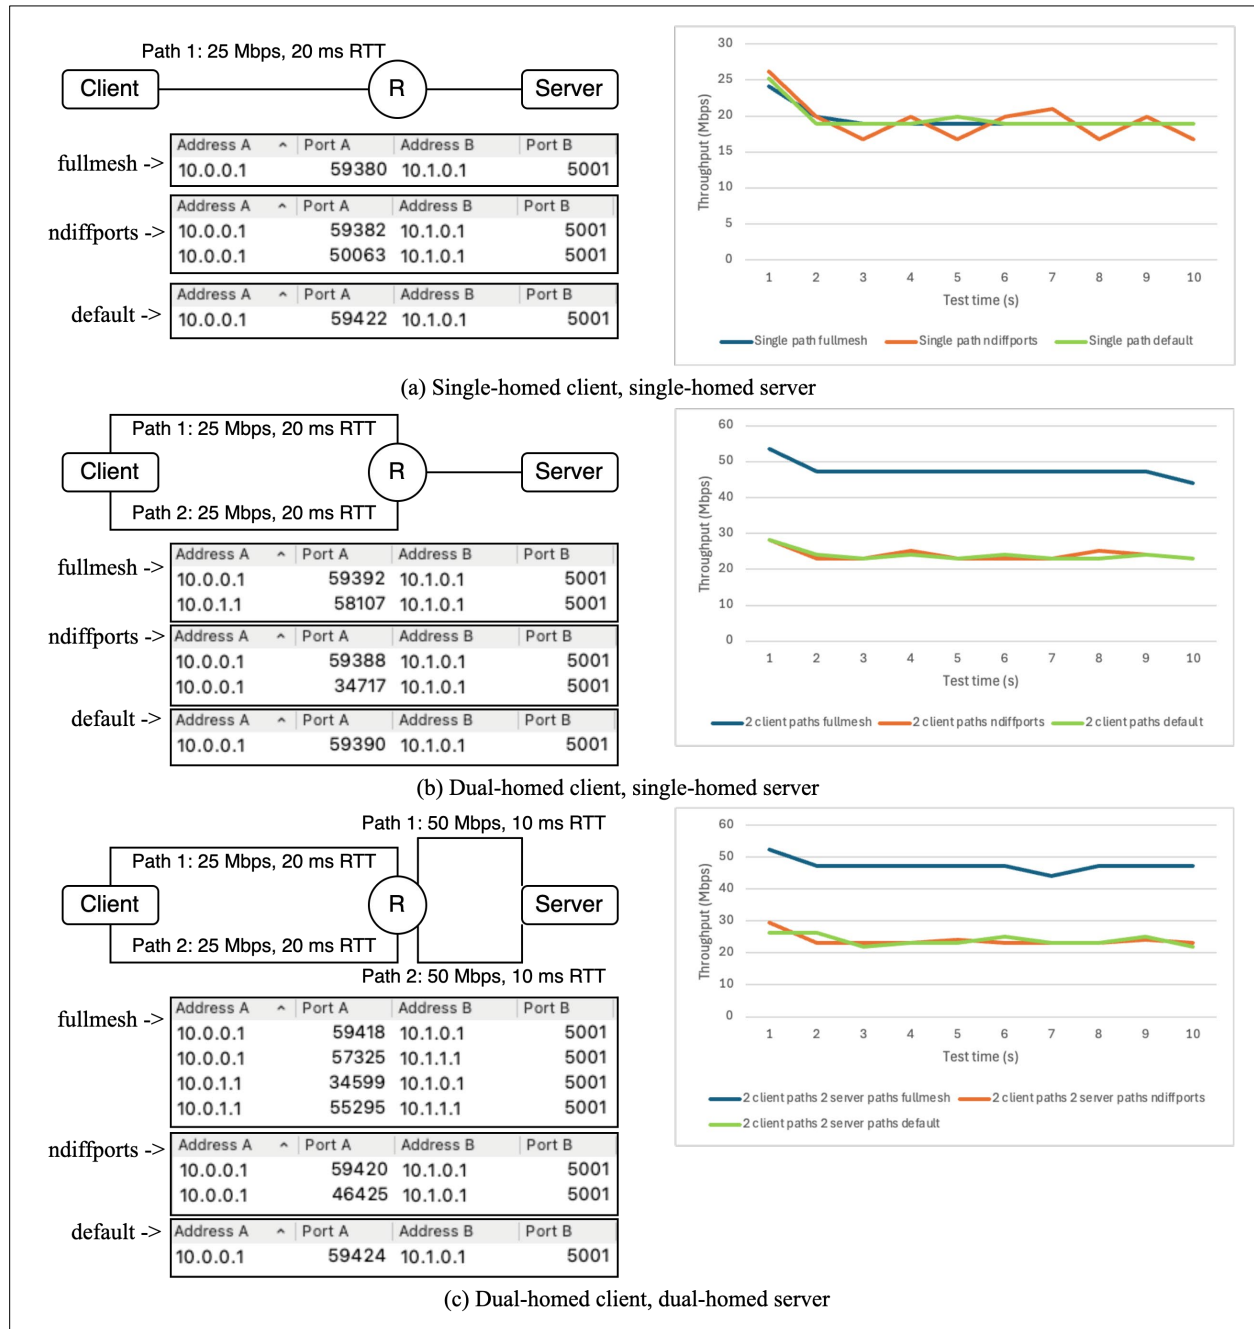 Path 1: 25 Mbps, 20 ms RTT
Client
R
Server
fullmesh ->
Address A ^ Port A Address B Port B
10.0.0.1 59380 10.1.0.1 5001
ndiffports ->
Address A ^ Port A Address B Port B
10.0.0.1 59382 10.1.0.1 5001
10.0.0.1 50063 10.1.0.1 5001
default ->
Address A ^ Port A Address B Port B
10.0.0.1 59422 10.1.0.1 5001
Throughput (Mbps)
30
25
20
15
10
5
0
1 2 3 4 5 6 7 8 9 10
Test time (s)
Single path fullmesh Single path ndiffports Single path default
(a) Single-homed client, single-homed server
Path 1: 25 Mbps, 20 ms RTT
Client
R
Server
Path 2: 25 Mbps, 20 ms RTT
fullmesh ->
Address A ^ Port A Address B Port B
10.0.0.1 59392 10.1.0.1 5001
10.0.1.1 58107 10.1.0.1 5001
ndiffports ->
Address A ^ Port A Address B Port B
10.0.0.1 59388 10.1.0.1 5001
10.0.0.1 34717 10.1.0.1 5001
default ->
Address A ^ Port A Address B Port B
10.0.0.1 59390 10.1.0.1 5001
Throughput (Mbps)
60
50
40
30
20
10
0
1 2 3 4 5 6 7 8 9 10
Test time (s)
2 client paths fullmesh 2 client paths ndiffports 2 client paths default
(b) Dual-homed client, single-homed server
Path 1: 50 Mbps, 10 ms RTT
Path 1: 25 Mbps, 20 ms RTT
Client
R
Server
Path 2: 25 Mbps, 20 ms RTT
Path 2: 50 Mbps, 10 ms RTT
fullmesh ->
Address A ^ Port A Address B Port B
10.0.0.1 59418 10.1.0.1 5001
10.0.0.1 57325 10.1.1.1 5001
10.0.1.1 34599 10.1.0.1 5001
10.0.1.1 55295 10.1.1.1 5001
ndiffports ->
Address A ^ Port A Address B Port B
10.0.0.1 59420 10.1.0.1 5001
10.0.0.1 46425 10.1.0.1 5001
default ->
Address A ^ Port A Address B Port B
10.0.0.1 59424 10.1.0.1 5001
Throughput (Mbps)
60
50
40
30
20
10
0
1 2 3 4 5 6 7 8 9 10
Test time (s)
2 client paths 2 server paths fullmesh 2 client paths 2 server paths ndiffports
2 client paths 2 server paths default
(c) Dual-homed client, dual-homed server